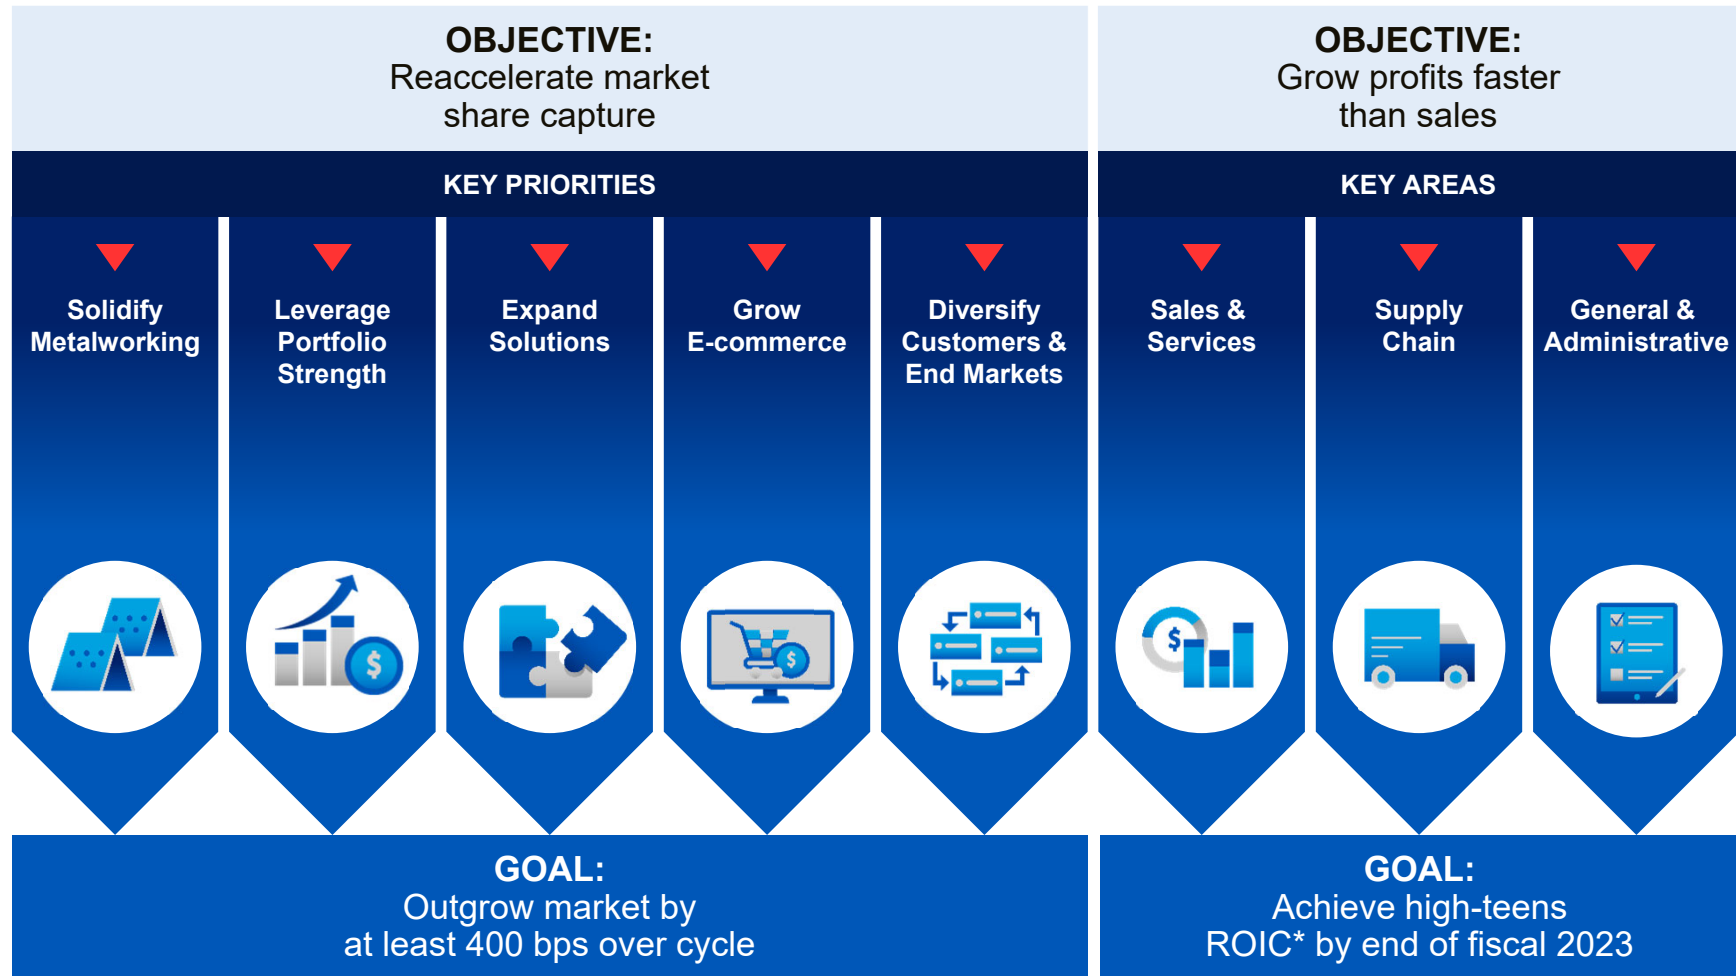 OBJECTIVE:
Reaccelerate market
share capture
KEY PRIORITIES
Solidify
Metalworking
Leverage
Portfolio
Strength
Expand
Solutions
Grow
E-commerce
Diversify
Customers &
End Markets
$
$
GOAL:
Outgrow market by
at least 400 bps over cycle
OBJECTIVE:
Grow profits faster
than sales
KEY AREAS
Sales &
Services
Supply
Chain
General &
Administrative
$
GOAL:
Achieve high-teens
ROIC* by end of fiscal 2023